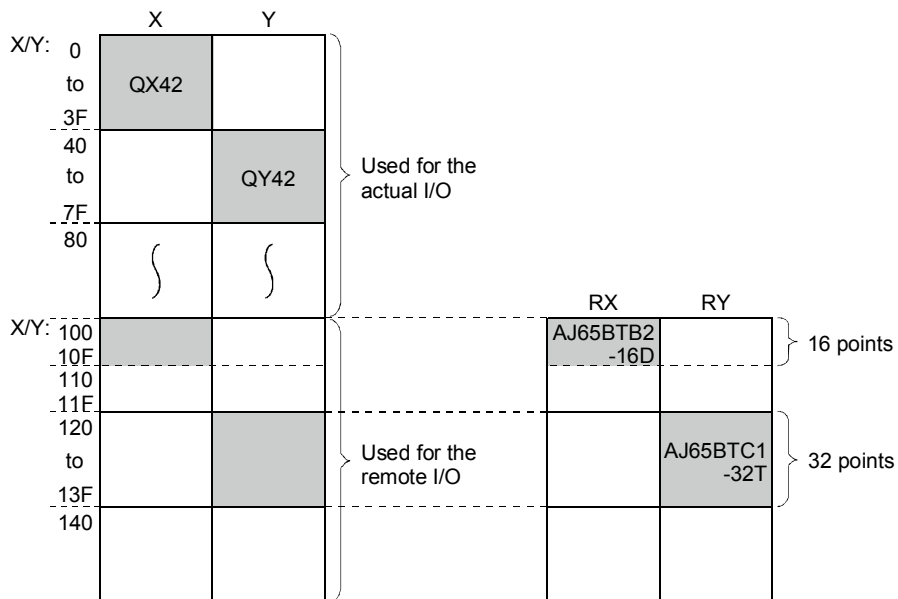 X Y
X/Y: 0
to
3F
QX42
40
to
7F
QY42
80
Used for the
actual I/O
RX RY
X/Y: 100
10F
AJ65BTB2
-16D
16 points
110
11F
120
to
13F
Used for the
remote I/O
AJ65BTC1
-32T
32 points
140